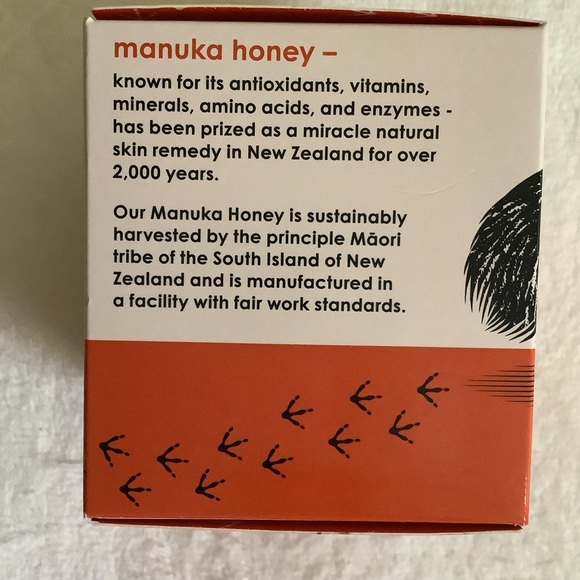 manuka honey –
known for its antioxidants, vitamins,
minerals, amino acids, and enzymes -
has been prized as a miracle natural
skin remedy in New Zealand for over
2,000 years.
Our Manuka Honey is sustainably
harvested by the principle Māori
tribe of the South Island of New
Zealand and is manufactured in
a facility with fair work standards.